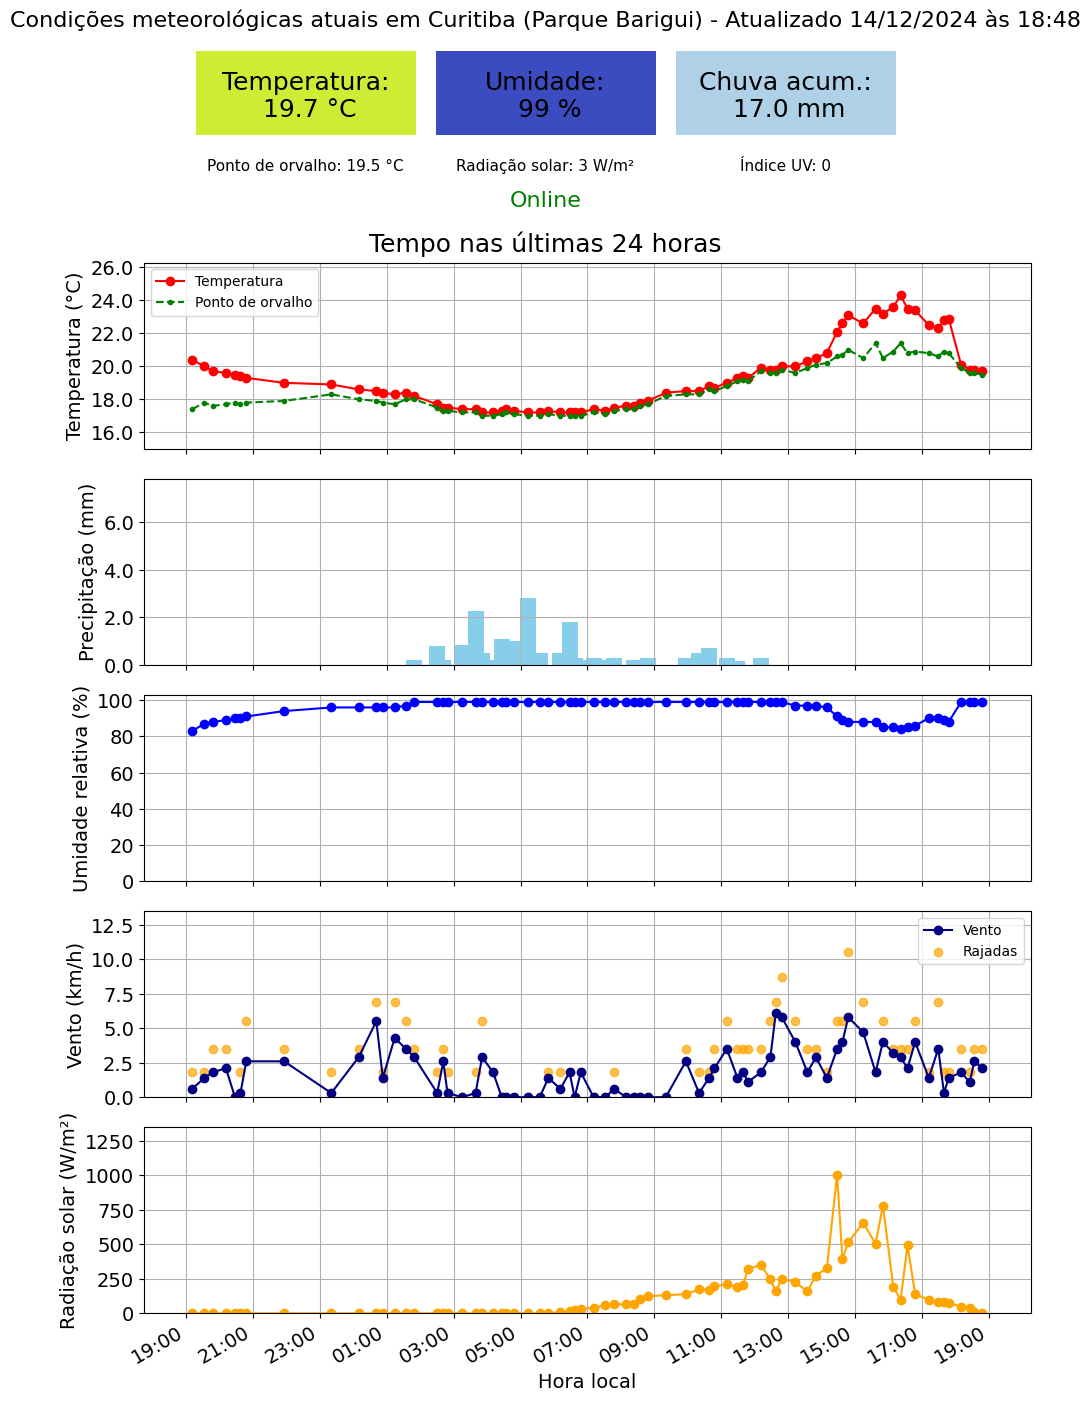 Condições meteorológicas atuais em Curitiba (Parque Barigui) - Atualizado 14/12/2024 às 18:48
Temperatura:
19.7 °C
Umidade:
99 %
Chuva acum.:
17.0 mm
Ponto de orvalho: 19.5 °C
Radiação solar: 3 W/m²
Índice UV: 0
Online
Tempo nas últimas 24 horas
Temperatura (°C)
26.0
24.0
22.0
20.0
18.0
16.0
Temperatura
Ponto de orvalho
Precipitação (mm)
6.0
4.0
2.0
0.0
Umidade relativa (%)
100
80
60
40
20
0
Vento (km/h)
12.5
10.0
7.5
5.0
2.5
0.0
Vento
Rajadas
Radiação solar (W/m²)
1250
1000
750
500
250
0
19:00
21:00
23:00
01:00
03:00
05:00
07:00
09:00
11:00
13:00
15:00
17:00
19:00
Hora local